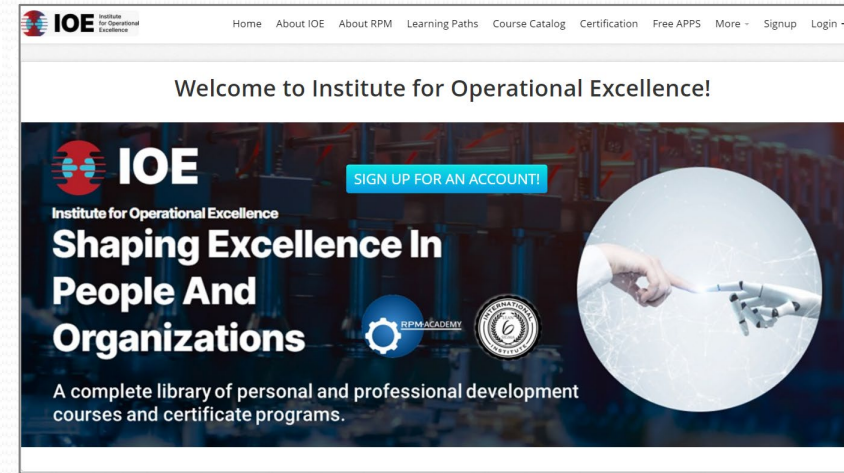 IOE Institute
for Operational
Excellence
Home About IOE About RPM Learning Paths Course Catalog Certification Free APPS More Signup Login
Welcome to Institute for Operational Excellence!
IOE
SIGN UP FOR AN ACCOUNT!
Institute for Operational Excellence
Shaping Excellence In
People And
Organizations
RPM-ACADEMY
INTERNATIONAL
6
INSTITUTE
A complete library of personal and professional development
courses and certificate programs.